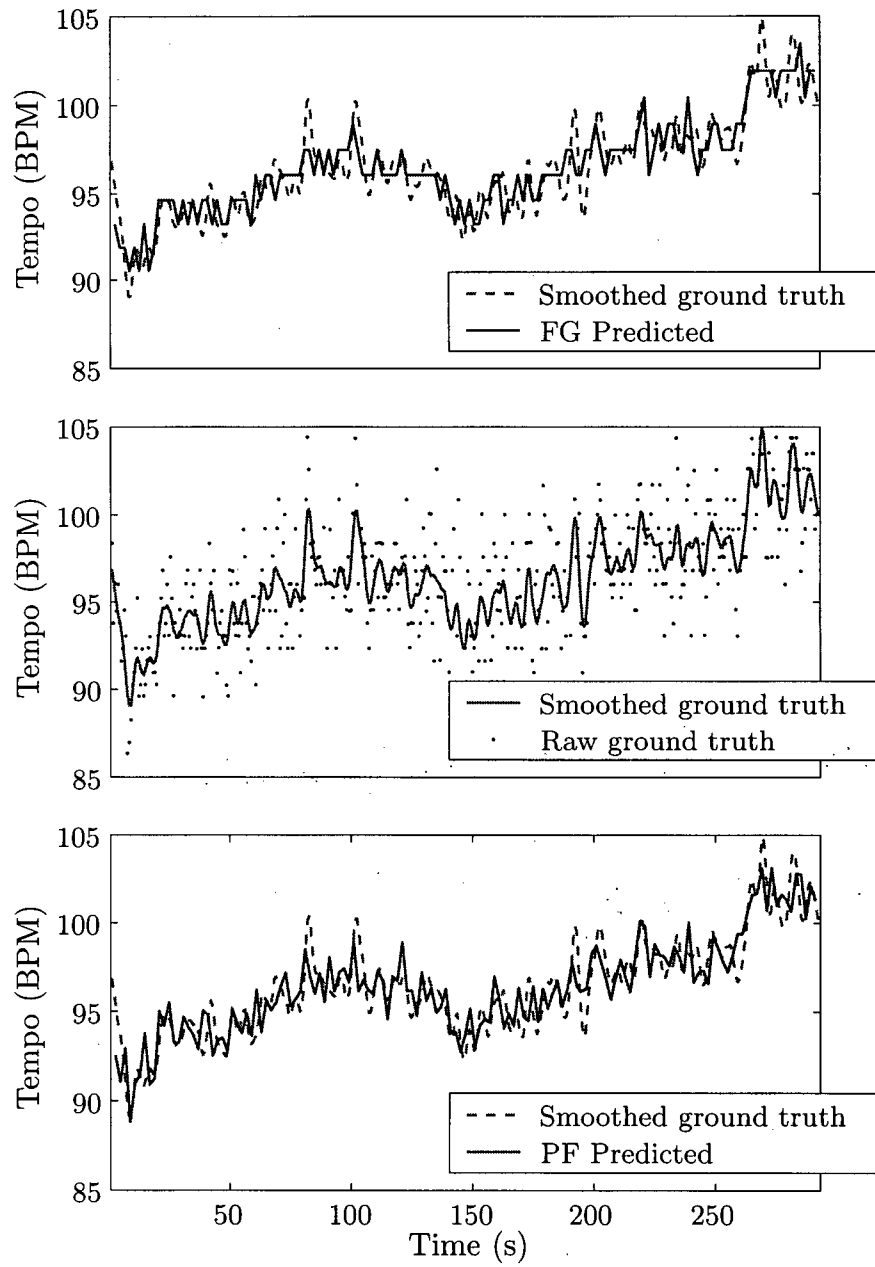 105
100
95
90
85
Tempo (BPM)
Smoothed ground truth
FG Predicted
105
100
95
90
85
Tempo (BPM)
Smoothed ground truth
Raw ground truth
105
100
95
90
85
Tempo (BPM)
Smoothed ground truth
PF Predicted
50 100 150 200 250
Time (s)